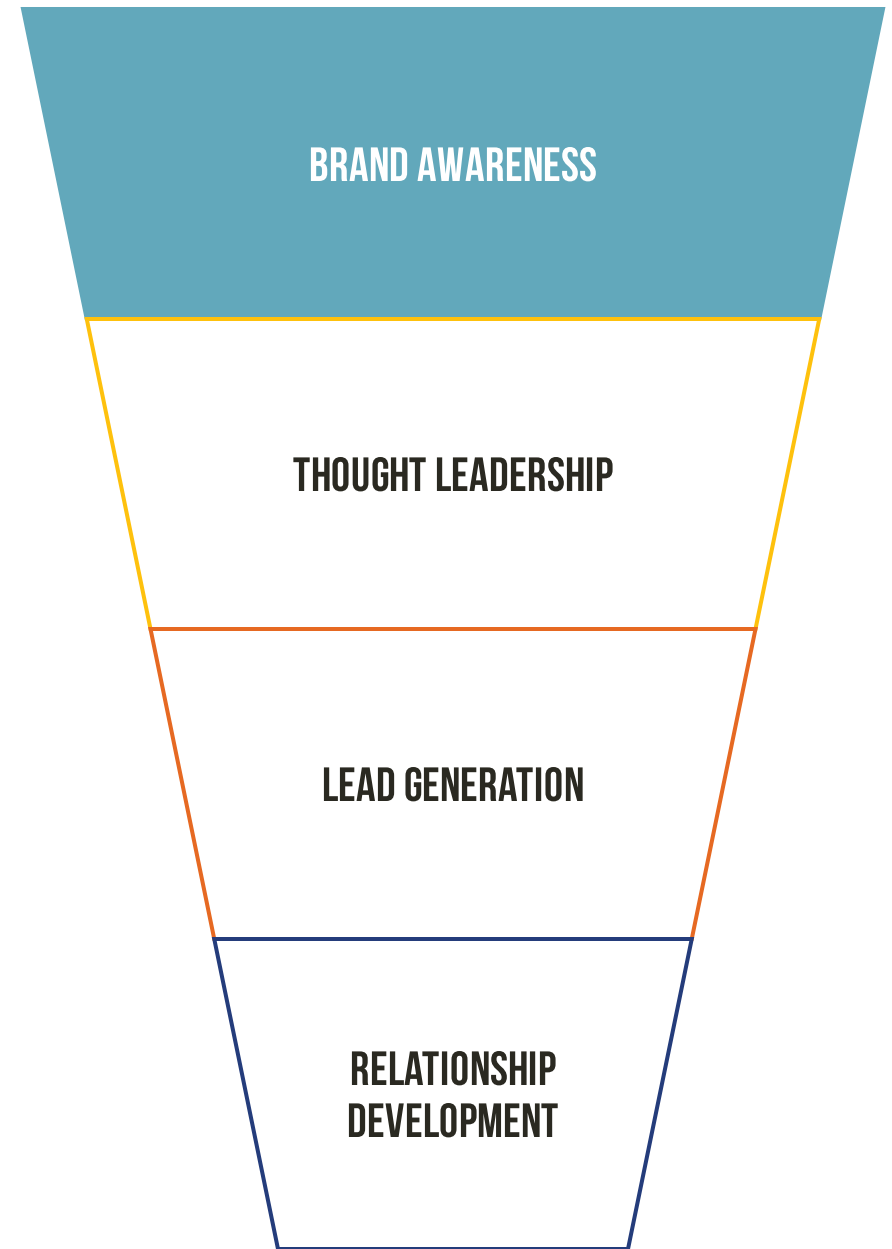 BRAND AWARENESS
THOUGHT LEADERSHIP
LEAD GENERATION
RELATIONSHIP
DEVELOPMENT